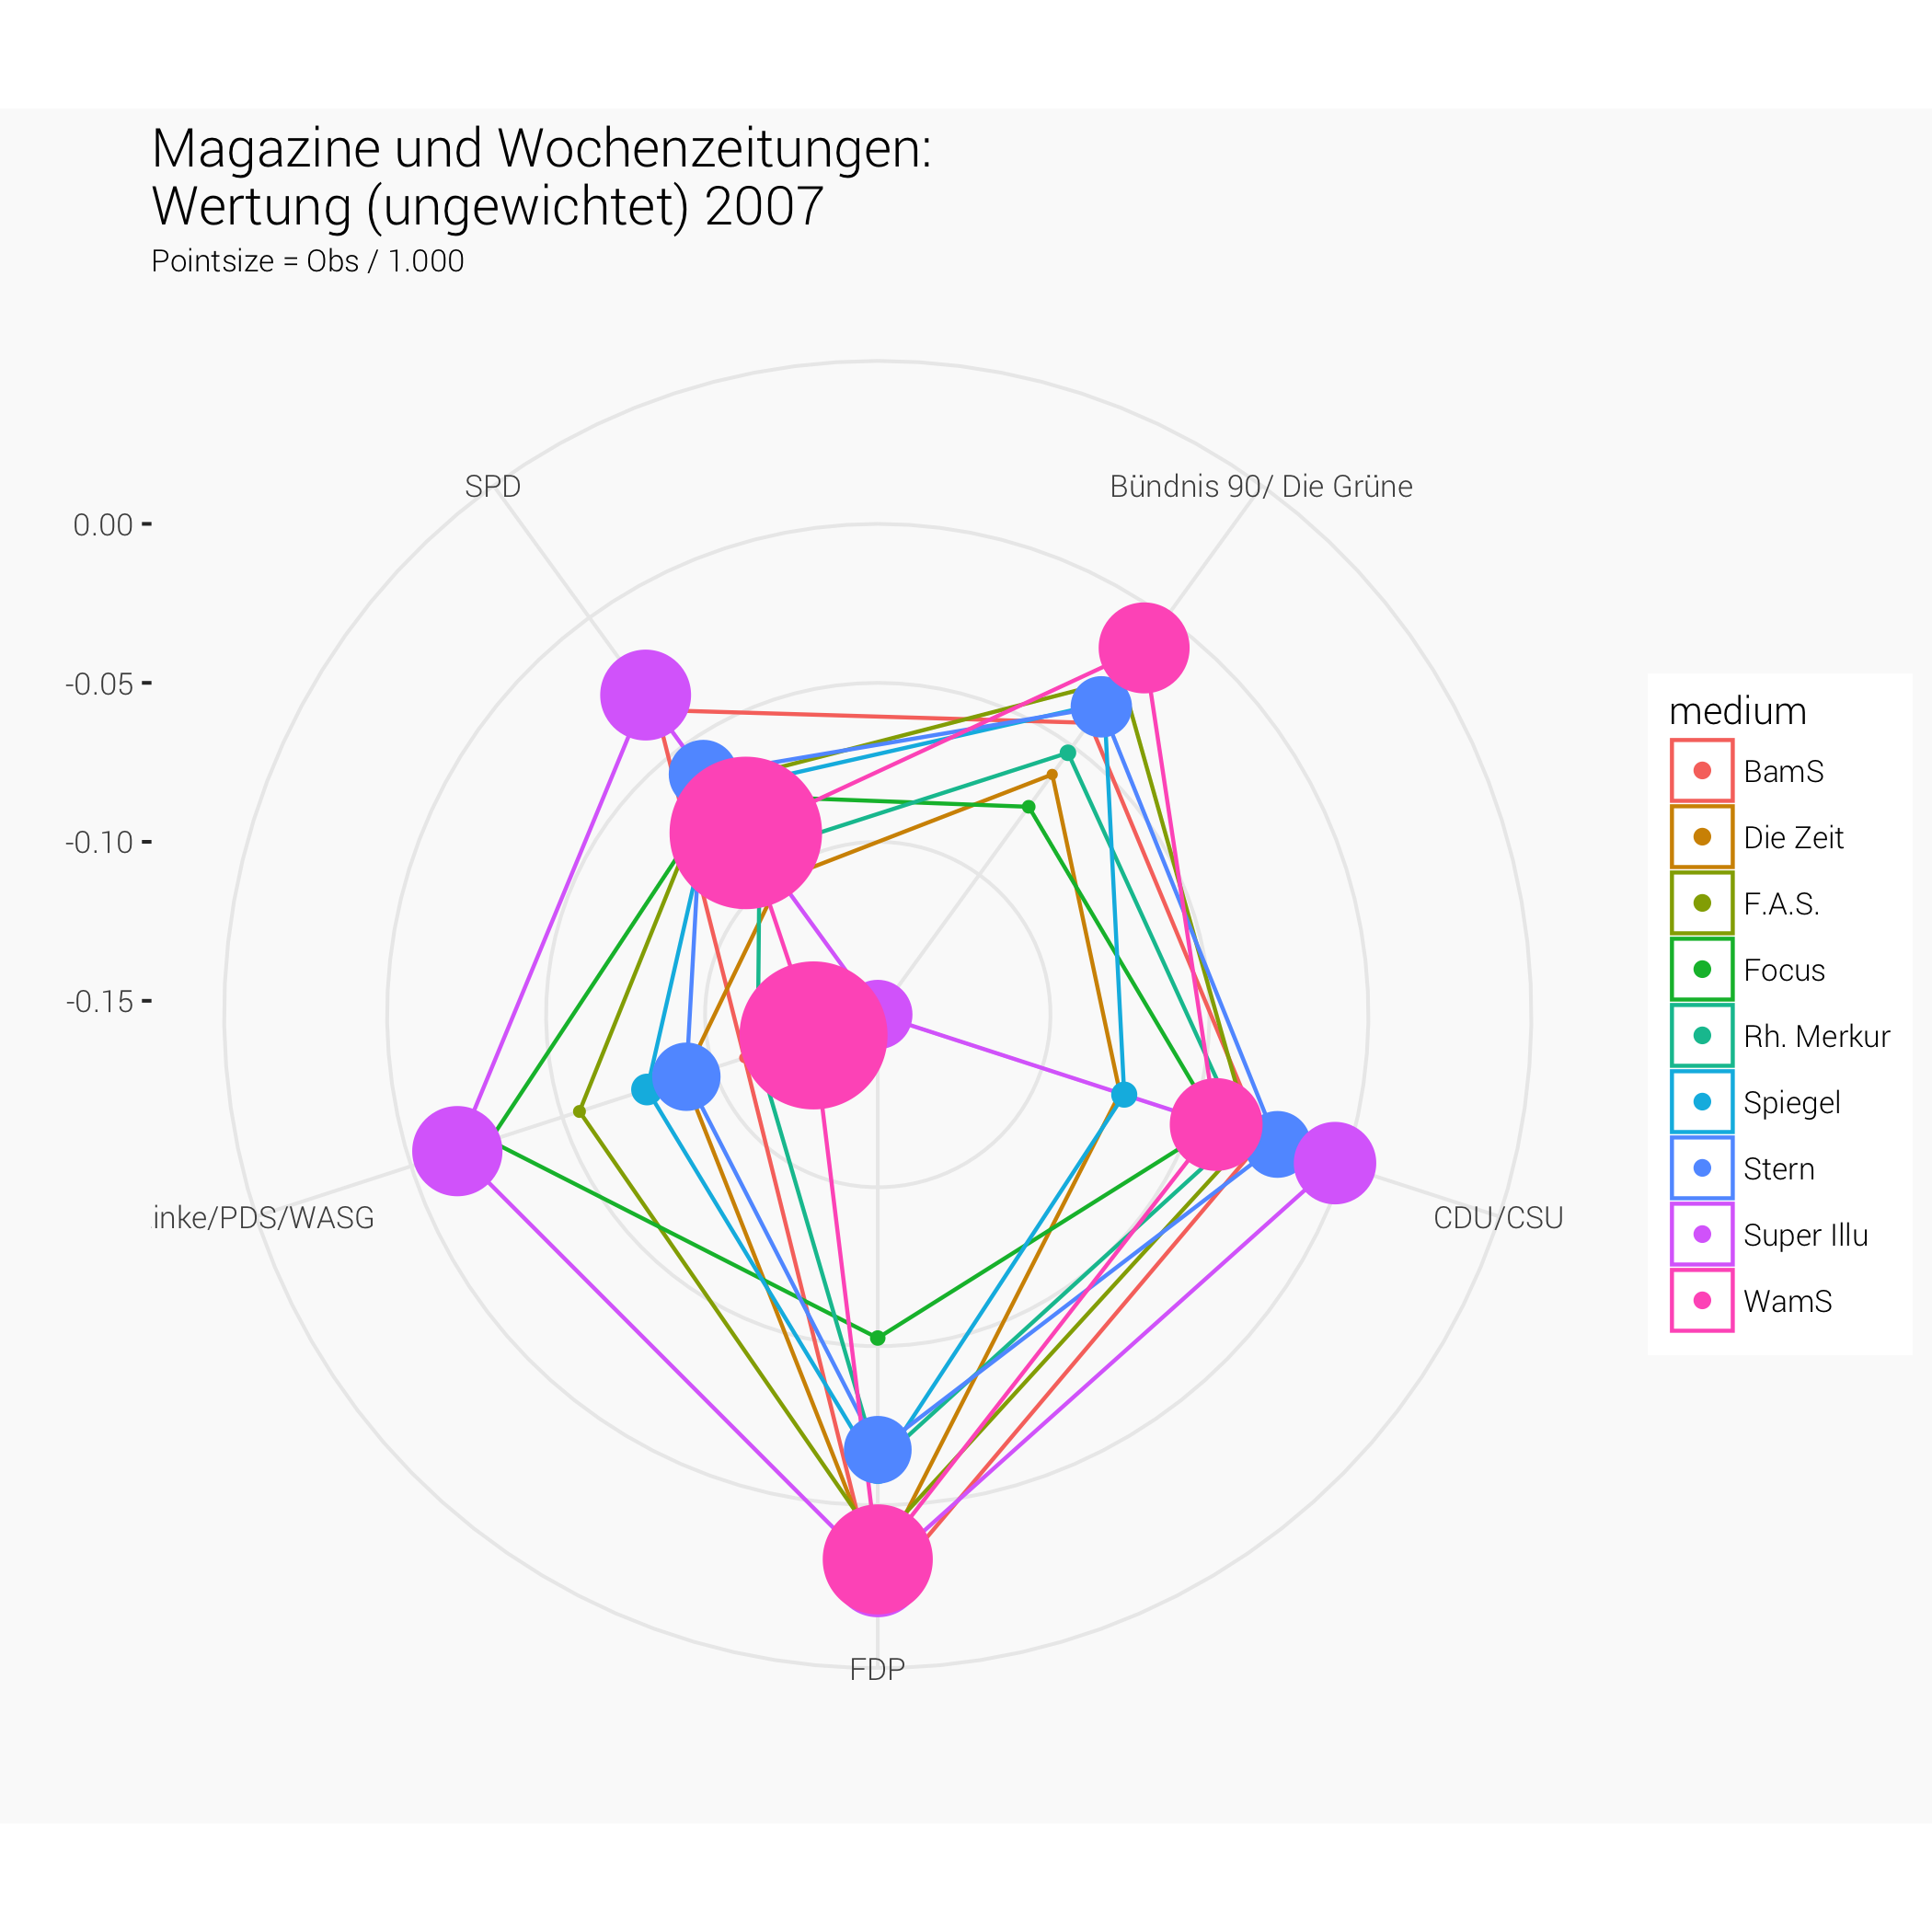 Magazine und Wochenzeitungen:
Wertung (ungewichtet) 2007
Pointsize = Obs / 1.000
SPD
Bündnis 90/ Die Grüne
0.00
-0.05
-0.10
-0.15
inke/PDS/WASG
CDU/CSU
FDP
medium
BamS
Die Zeit
F.A.S.
Focus
Rh. Merkur
Spiegel
Stern
Super Illu
WamS